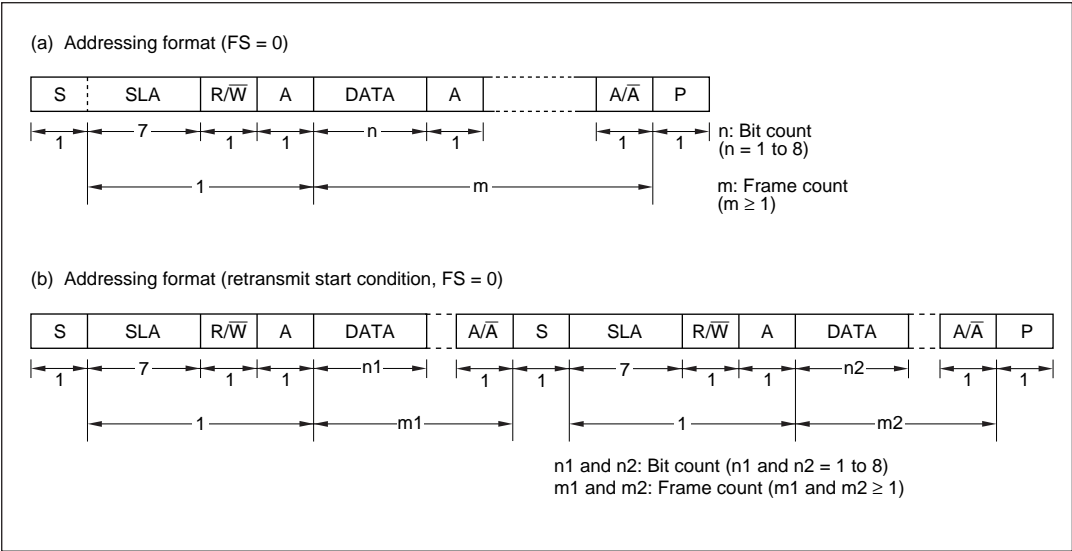 (a) Addressing format (FS = 0)
S SLA R/W̅ A DATA A A/A̅ P
1 7 1 1 n 1 1 1
n: Bit count
(n = 1 to 8)
1 m
m: Frame count
(m ≥ 1)
(b) Addressing format (retransmit start condition, FS = 0)
S SLA R/W̅ A DATA A/A̅ S SLA R/W̅ A DATA A/A̅ P
1 7 1 1 n1 1 1 7 1 1 n2 1 1
1 m1 1 m2
n1 and n2: Bit count (n1 and n2 = 1 to 8)
m1 and m2: Frame count (m1 and m2 ≥ 1)